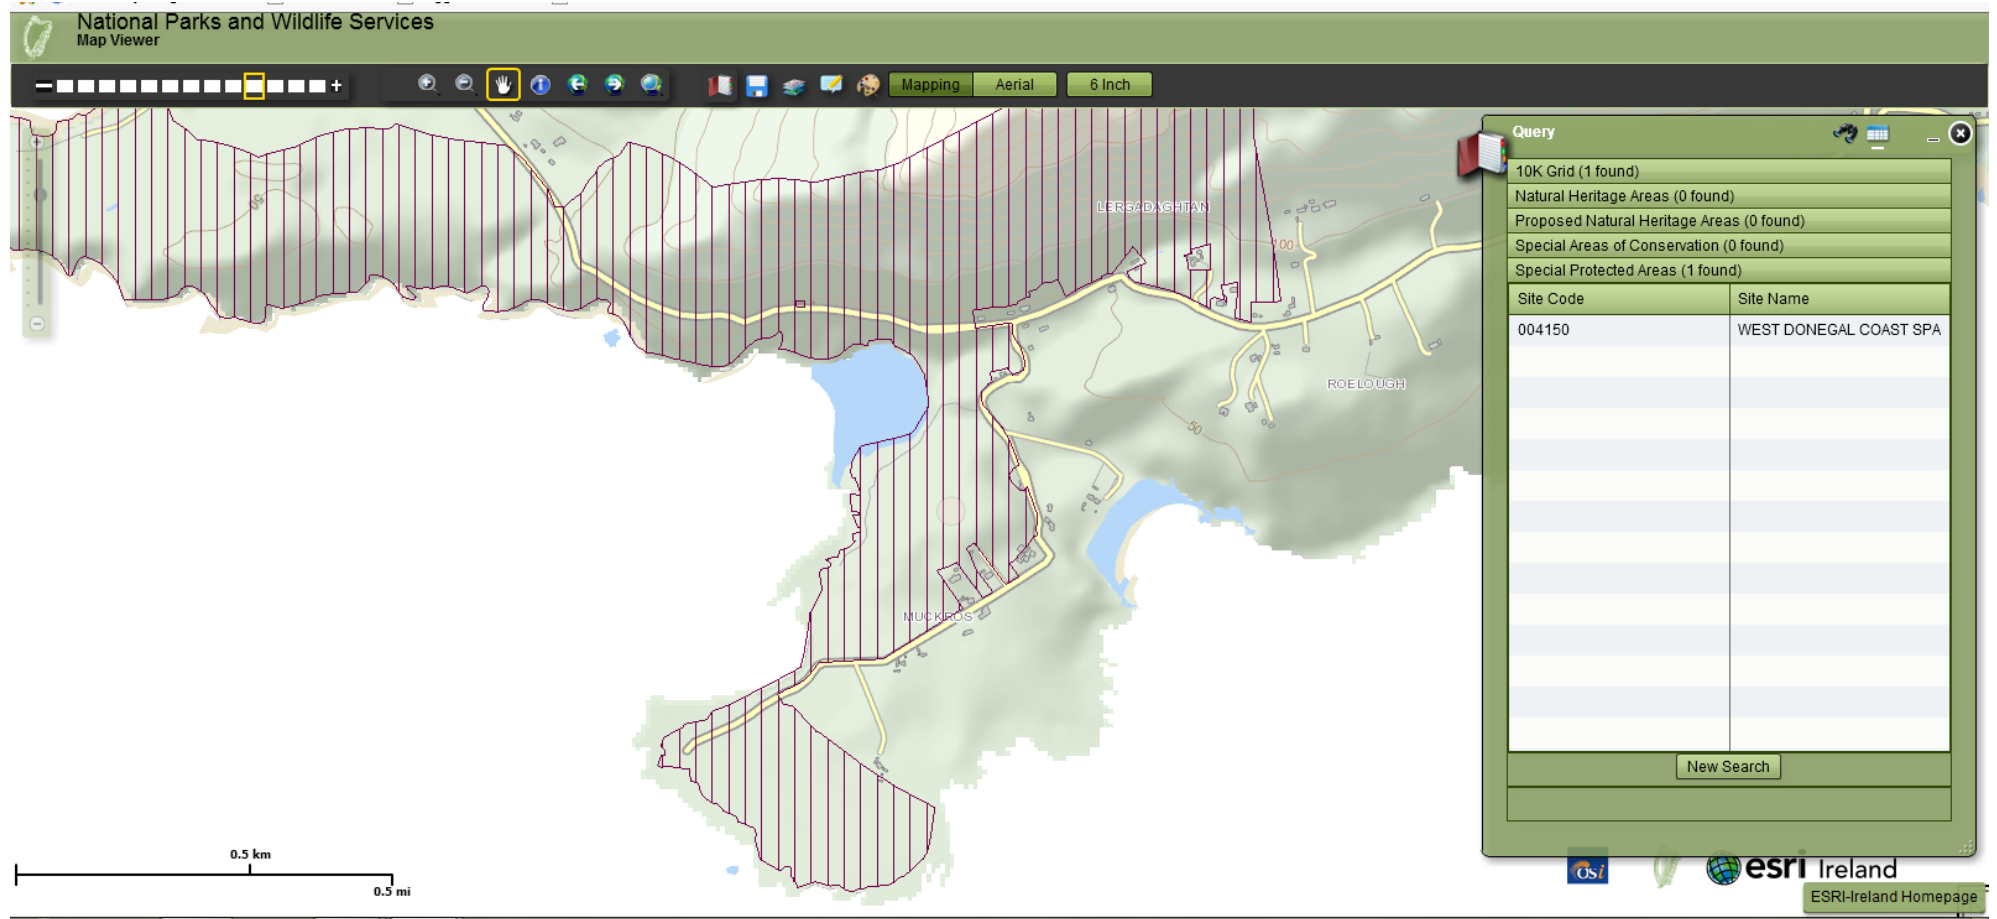 National Parks and Wildlife Services
Map Viewer
Mapping
Aerial
6 Inch
Query
10K Grid (1 found)
Natural Heritage Areas (0 found)
Proposed Natural Heritage Areas (0 found)
Special Areas of Conservation (0 found)
Special Protected Areas (1 found)
Site Code
Site Name
004150
WEST DONEGAL COAST SPA
New Search
LERGADAGHTAN
100
50
ROELOUGH
50
MUCKROS
0.5 km
0.5 mi
OSi
esri Ireland
ESRI-Ireland Homepage